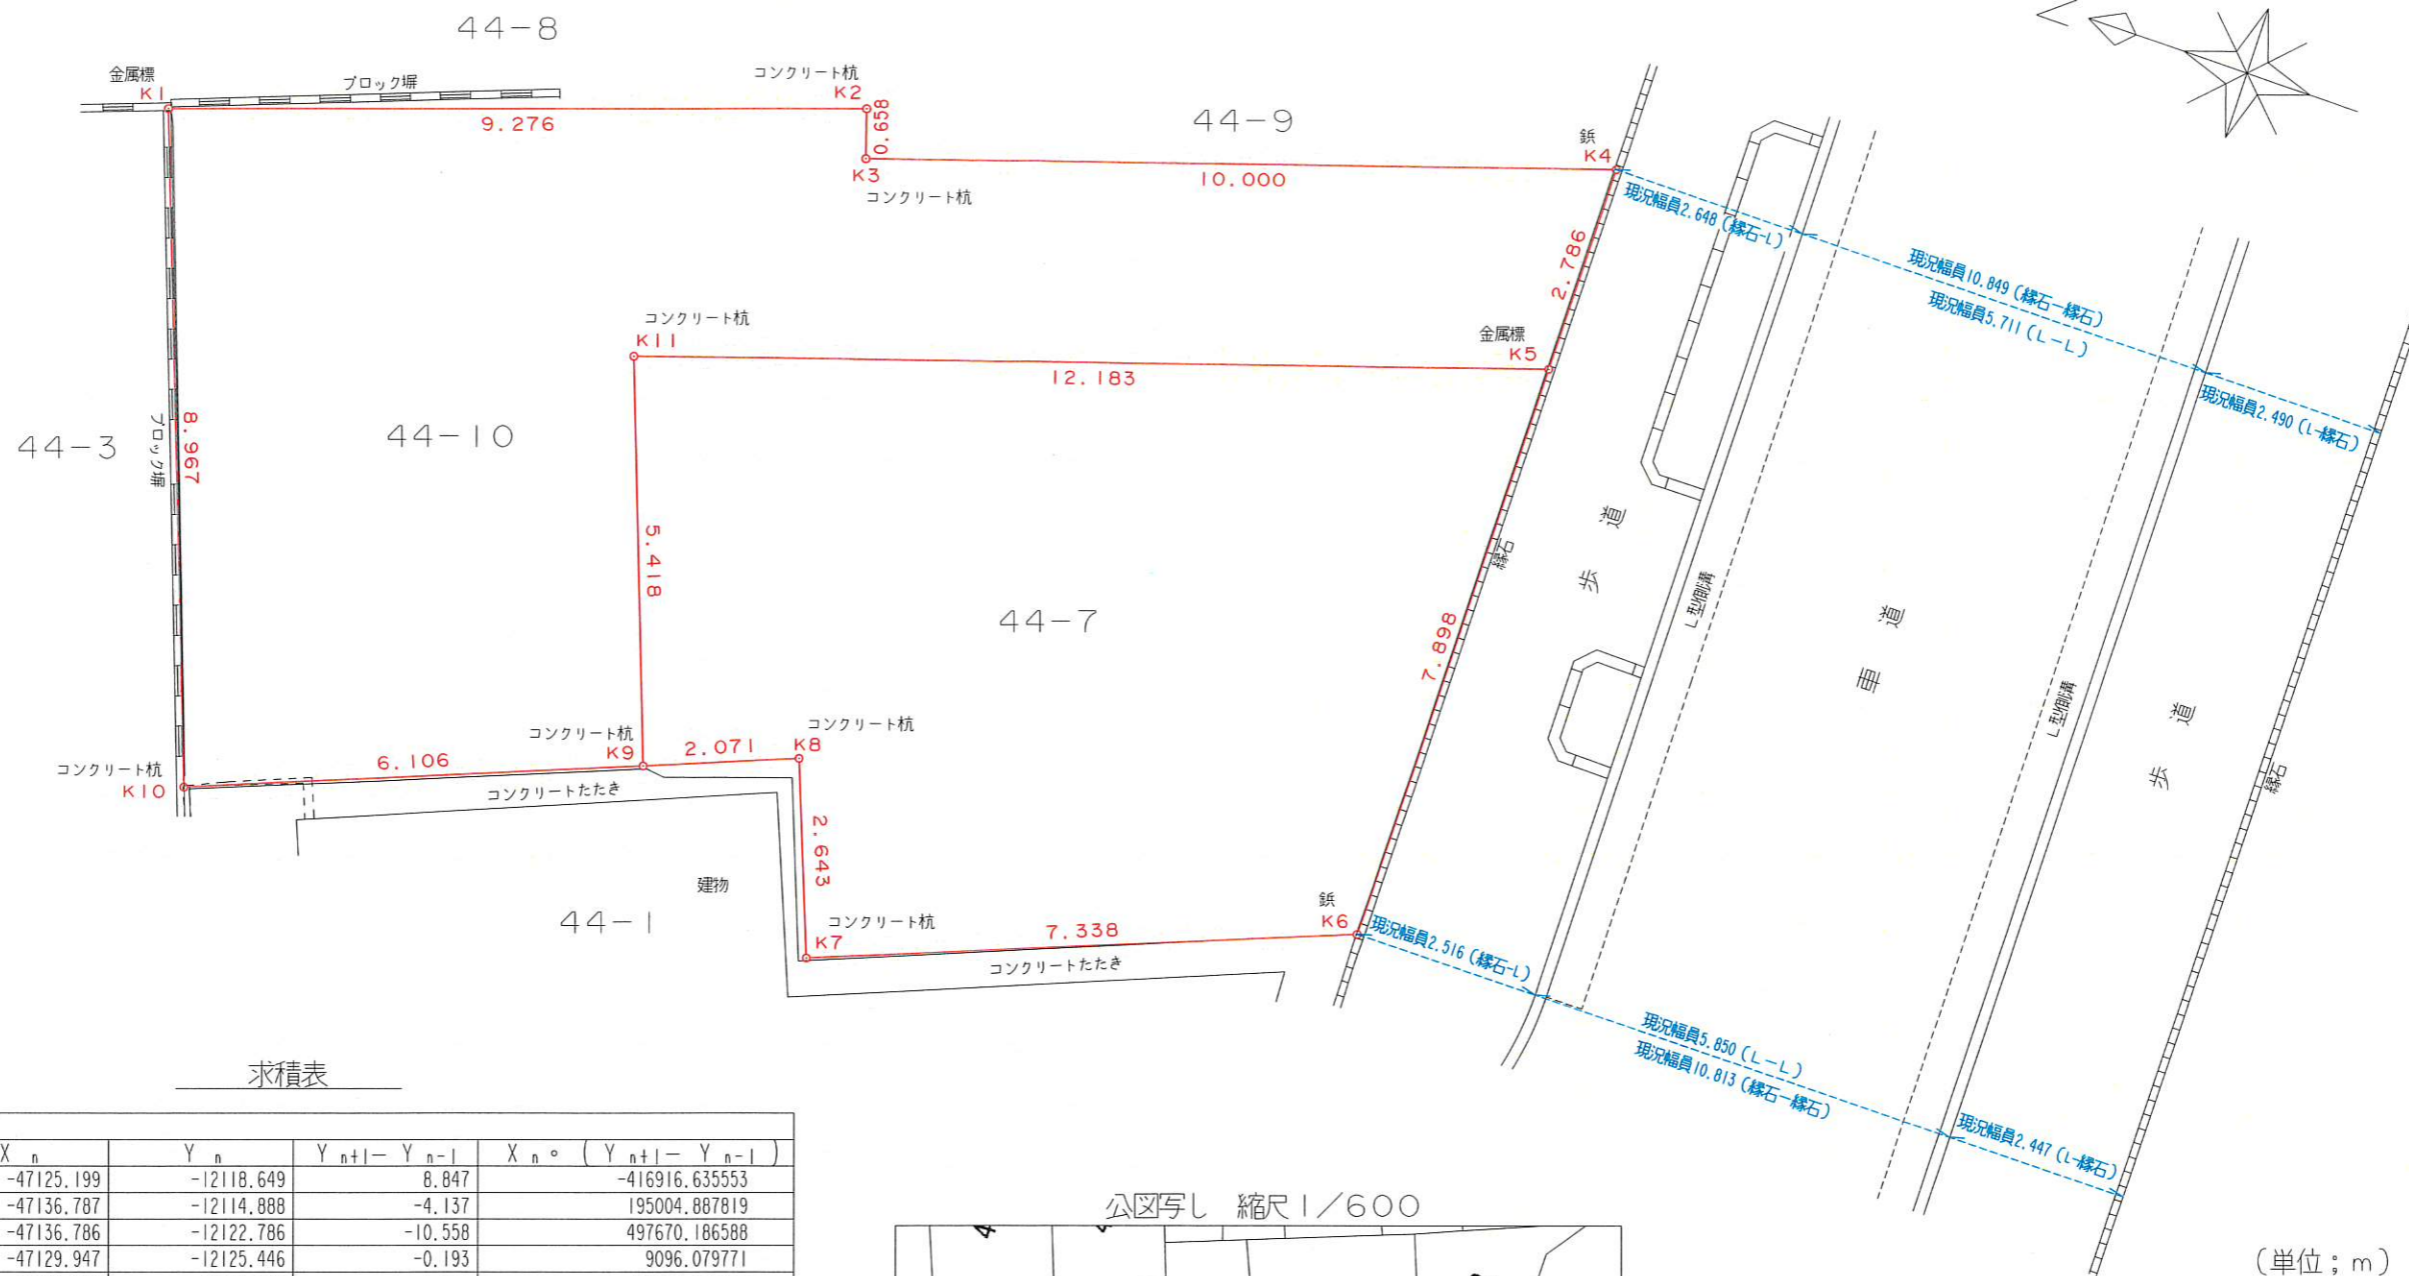 44-8
金属標
K1
ブロック塀
コンクリート杭
K2
9.276
0.658
44-9
鋲
K4
K3
コンクリート杭
10.000
現況幅員2.648(縁石-L)
2.786
現況幅員10.849(縁石-縁石)
現況幅員5.711(L-L)
コンクリート杭
K11
金属標
K5
12.183
現況幅員2.490(L-縁石)
44-3
ブロック塀
8.967
44-10
5.418
44-7
歩道
縁石
L型側溝
車道
7.898
L型側溝
歩道
縁石
コンクリート杭
K9
2.071
コンクリート杭
K8
コンクリート杭
K10
6.106
コンクリートたたき
2.643
建物
44-1
コンクリート杭
K7
7.338
鋲
K6
コンクリートたたき
現況幅員2.516(縁石-L)
現況幅員5.850(L-L)
現況幅員10.813(縁石-縁石)
現況幅員2.447(L-縁石)
求積表
X n Y n Y n+1- Y n-1 X n。( Y n+1- Y n-1 )
-47125.199 -12118.649 8.847 -416916.635553
-47136.787 -12114.888 -4.137 195004.887819
-47136.786 -12122.786 -10.558 497670.186588
-47129.947 -12125.446 -0.193 9096.079771
公図写し 縮尺1/600
(単位;m)